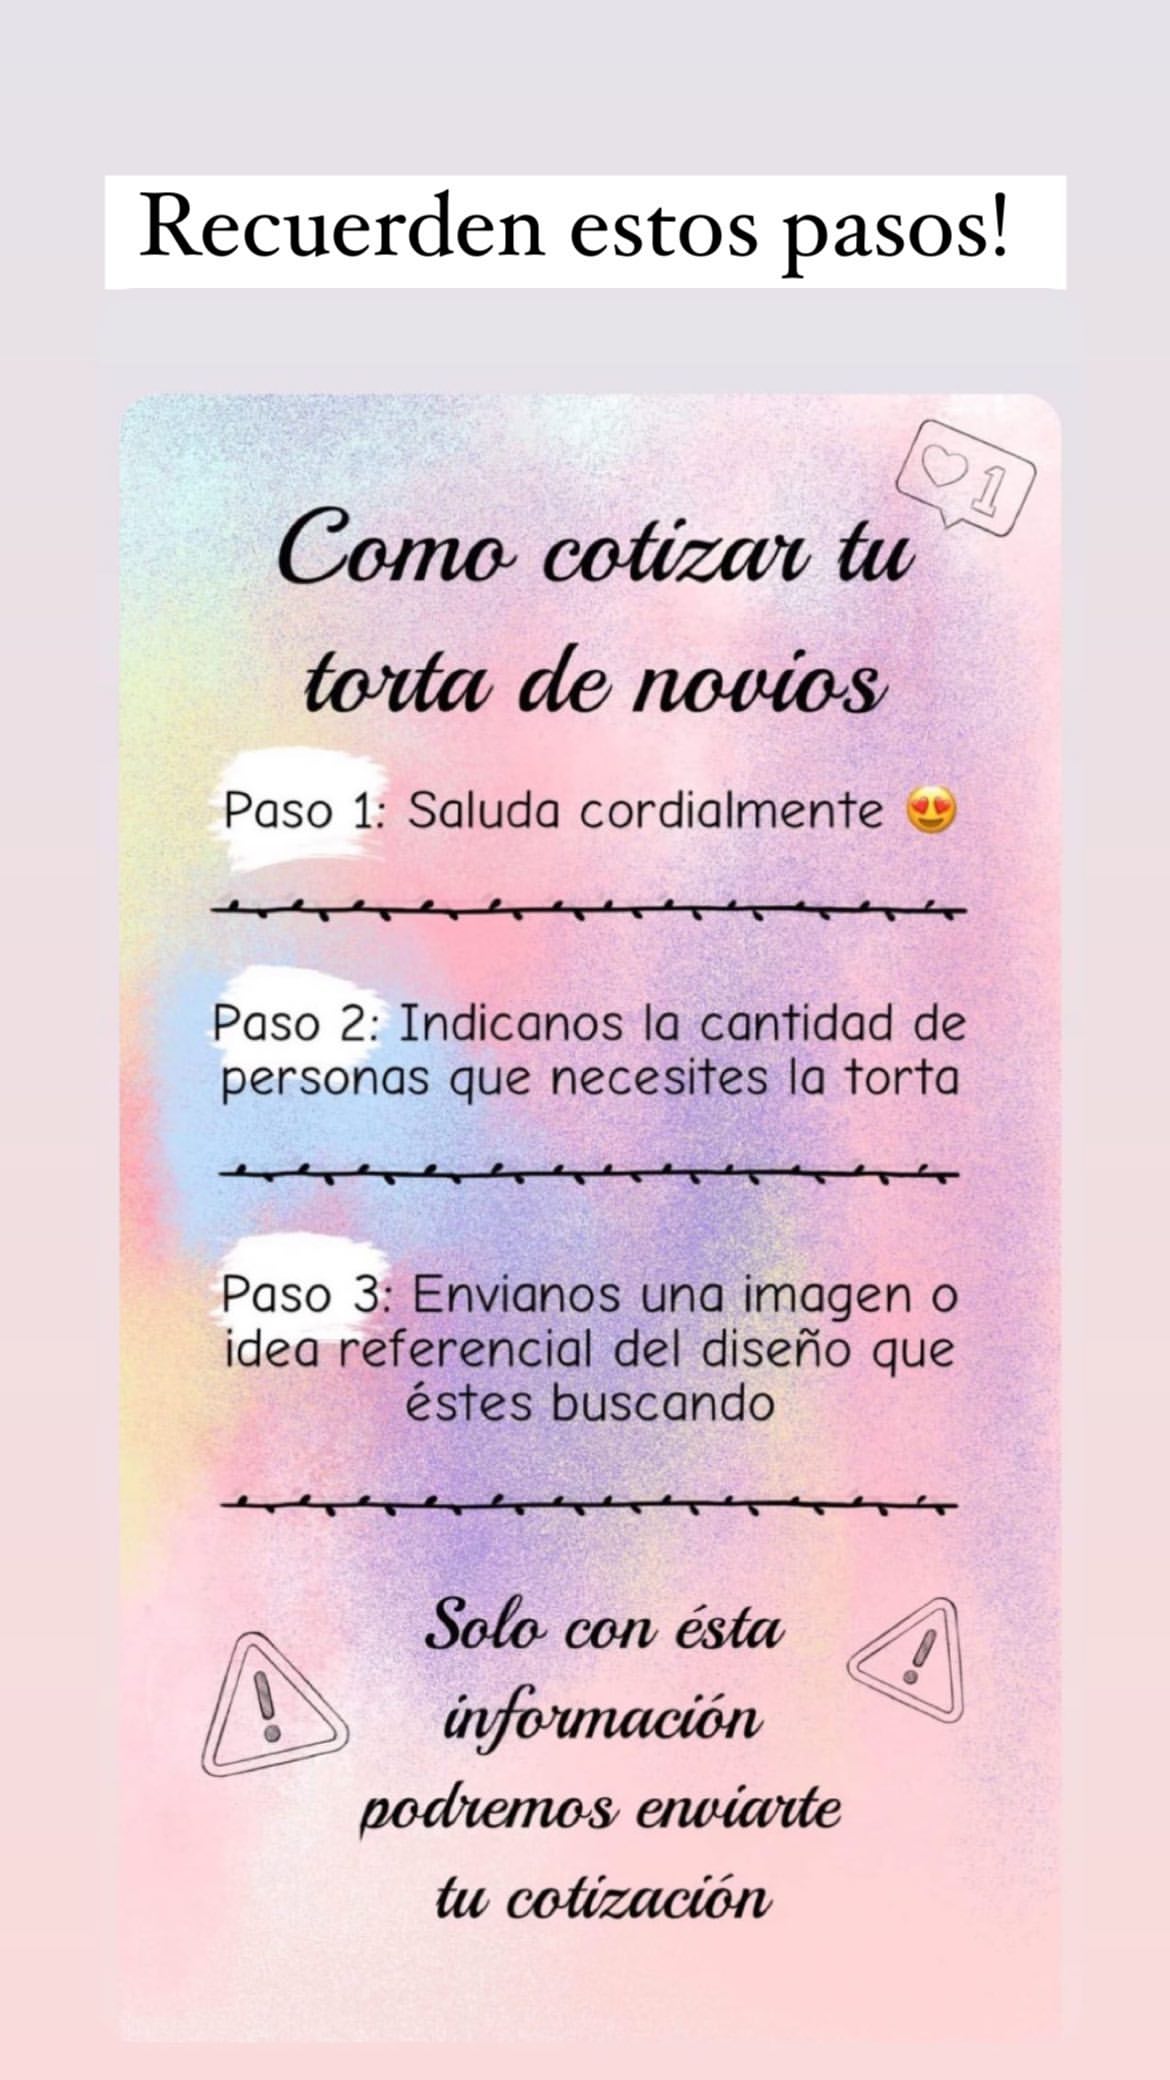 Recuerden estos pasos!
1
Como cotizar tu
torta de novios
Paso 1: Saluda cordialmente 😍
Paso 2: Indicanos la cantidad de
personas que necesites la torta
Paso 3: Envianos una imagen o
idea referencial del diseño que
éstes buscando
Solo con ésta
información
podremos enviarte
tu cotización